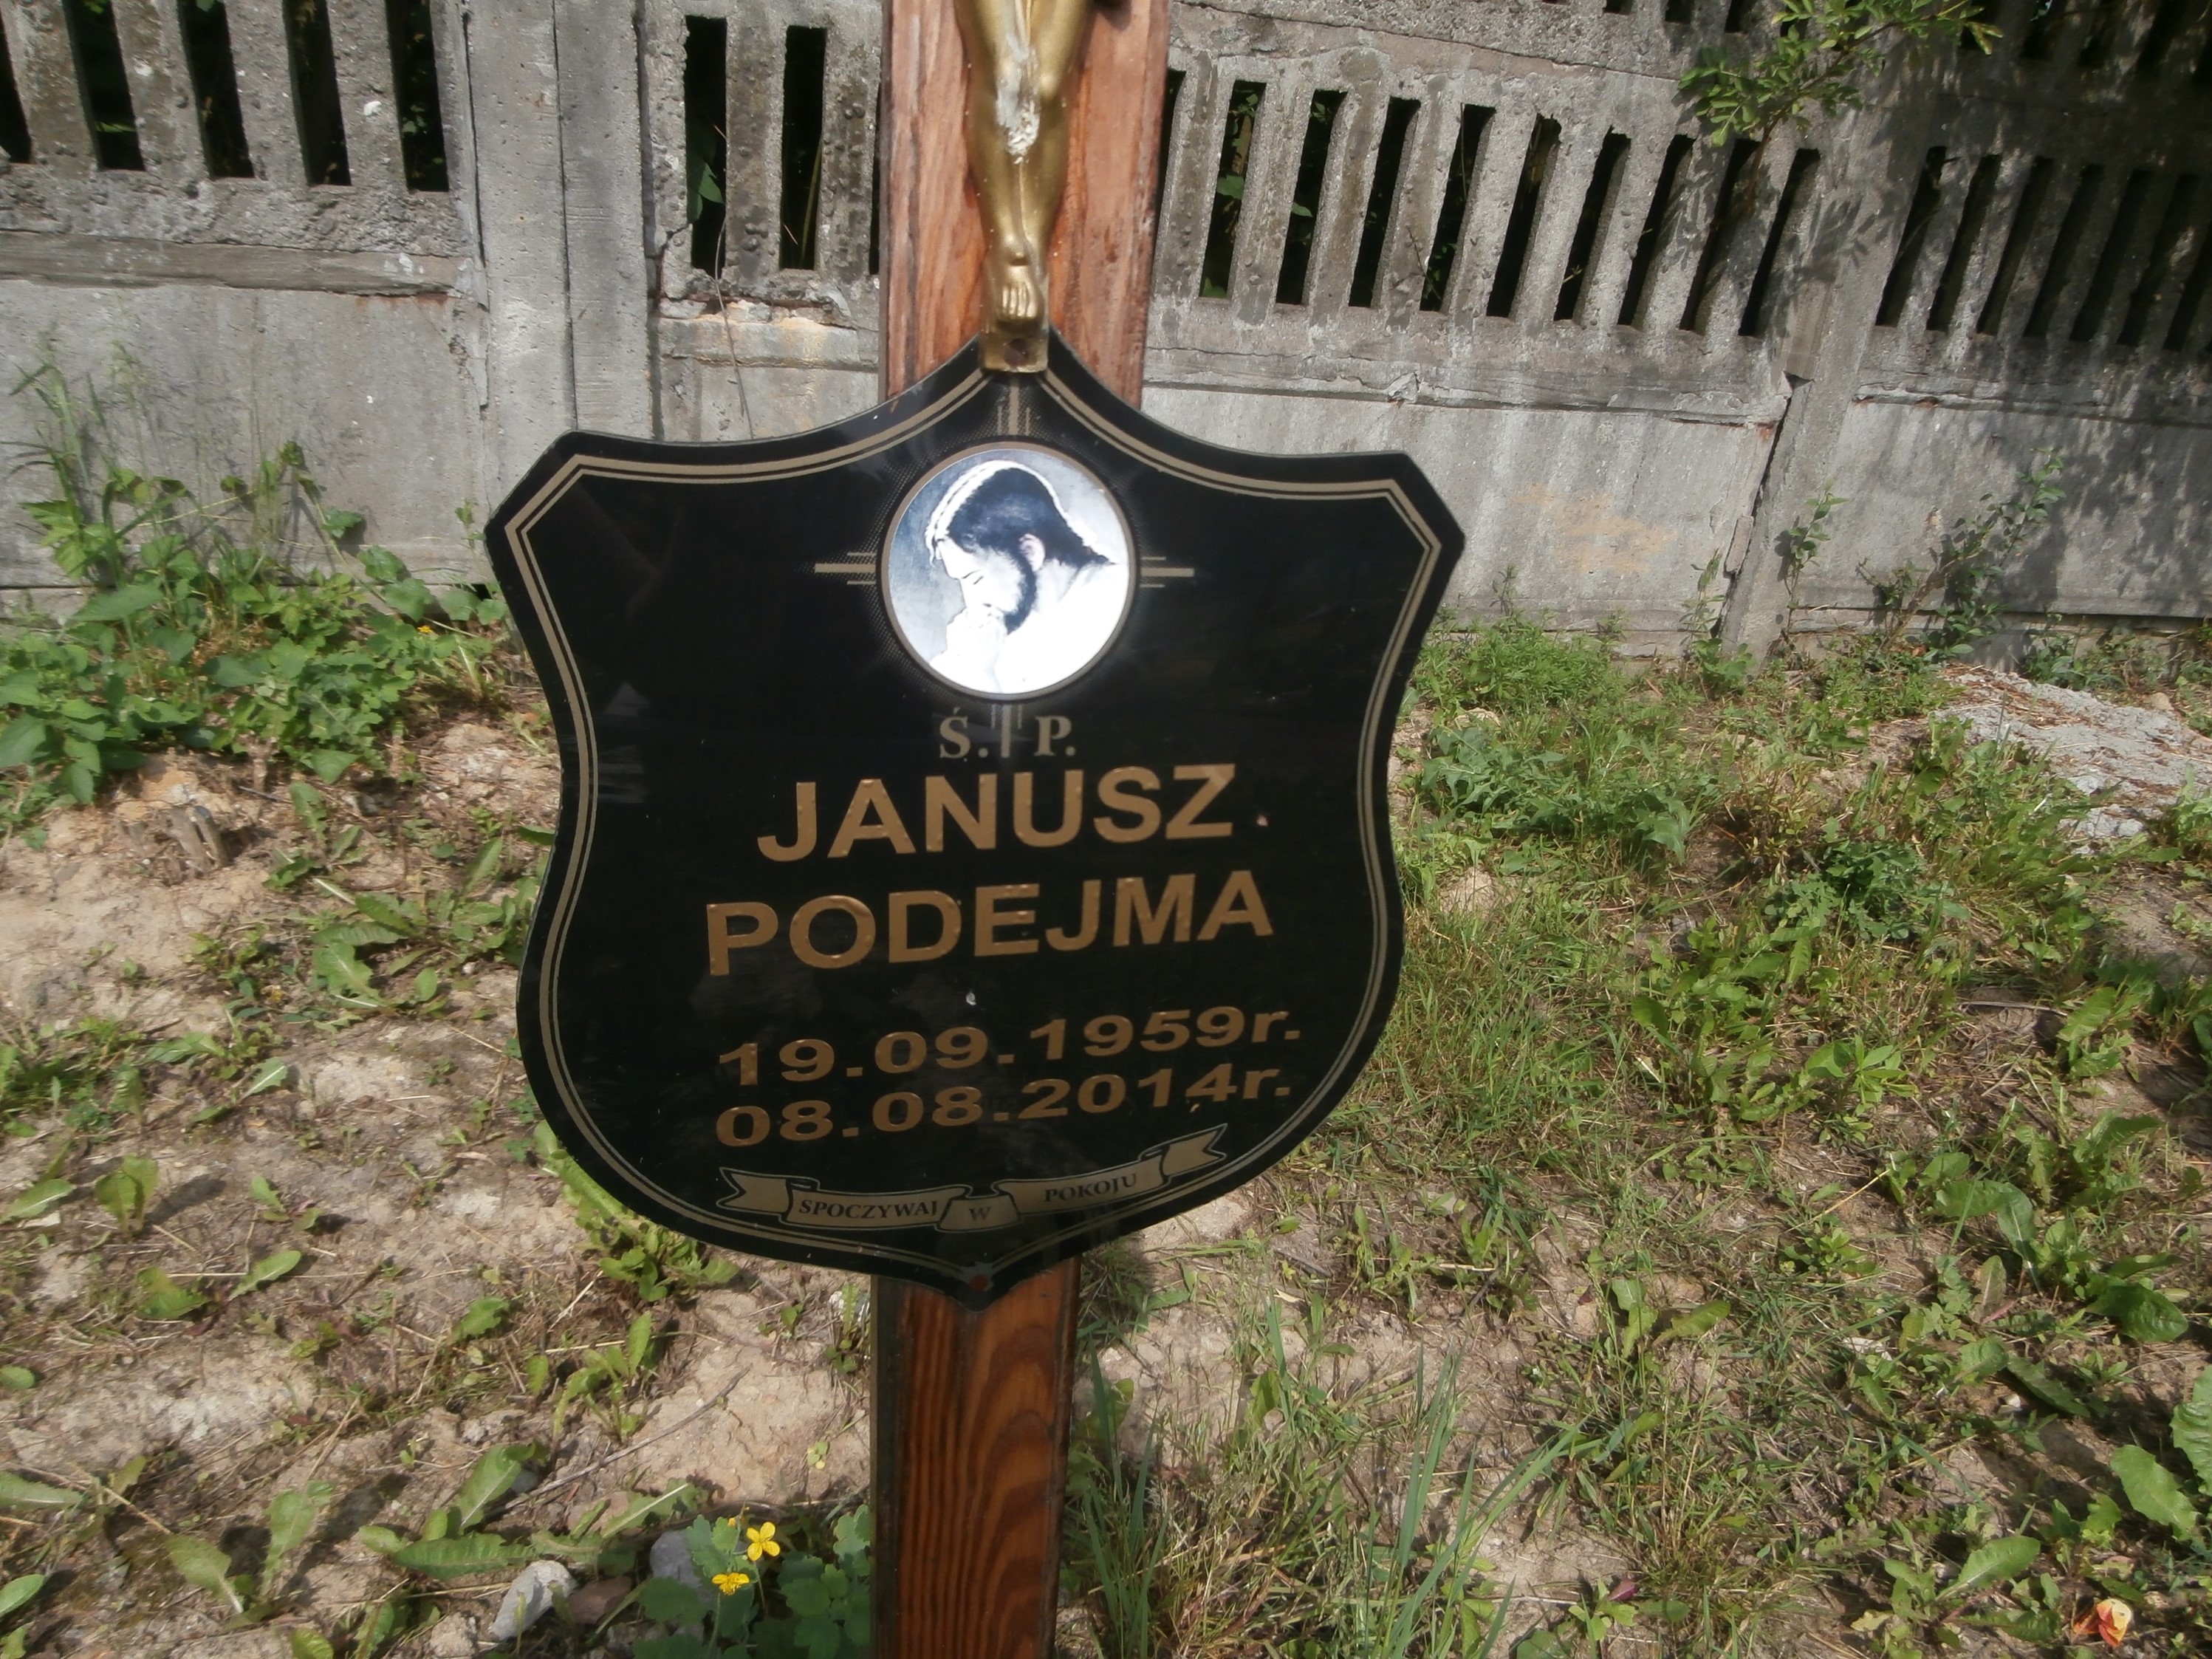 Ś. P.
JANUSZ
PODEJMA
19.09.1959r.
08.08.2014r.
SPOCZYWAJ W POKOJU